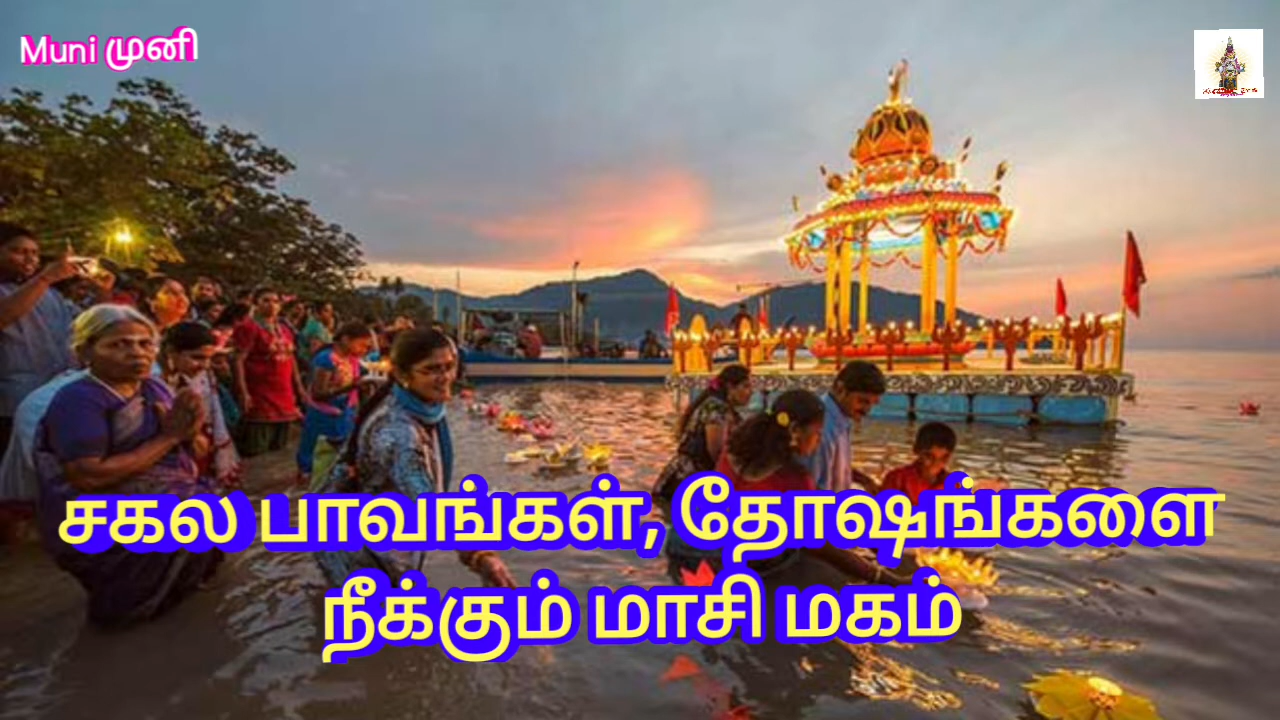 Muni முனி
சகல பாவங்கள், தோஷங்களை
நீக்கும் மாசி மகம்